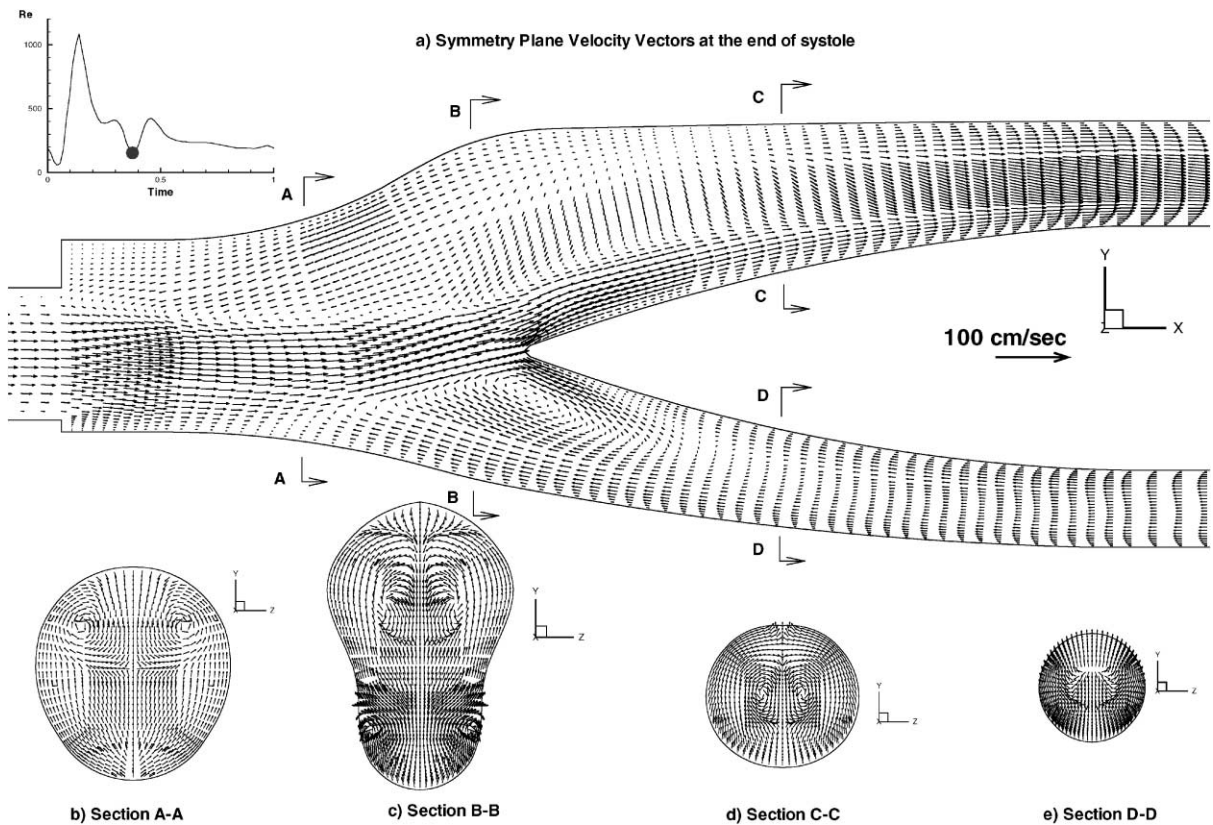 Re
1000
500
0
0.5
1
Time
a) Symmetry Plane Velocity Vectors at the end of systole
A
B
C
Y
Z
X
100 cm/sec
C
D
A
B
D
Y
X
Z
Y
X
Z
Y
X
Z
Y
X
Z
b) Section A-A
c) Section B-B
d) Section C-C
e) Section D-D